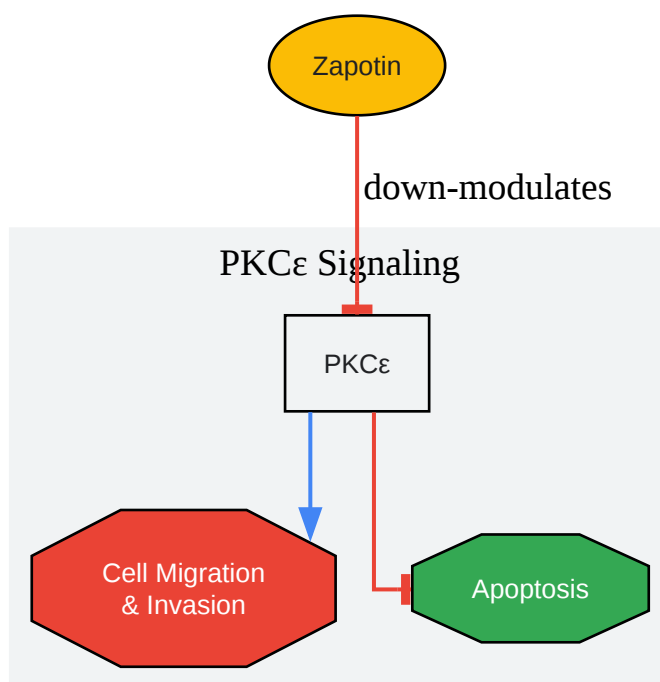 Zapotin
down-modulates
PKCε Signaling
PKCε
Cell Migration
& Invasion
Apoptosis